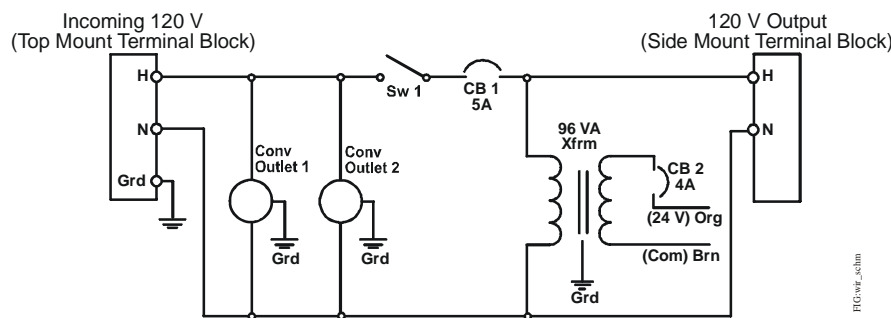 Incoming 120 V
(Top Mount Terminal Block)
120 V Output
(Side Mount Terminal Block)
H
N
Grd
Conv
Outlet 1
Grd
Conv
Outlet 2
Grd
Sw 1
CB 1
5A
96 VA
Xfrm
Grd
CB 2
4A
(24 V) Org
(Com) Brn
H
N
FIG:wir_schm